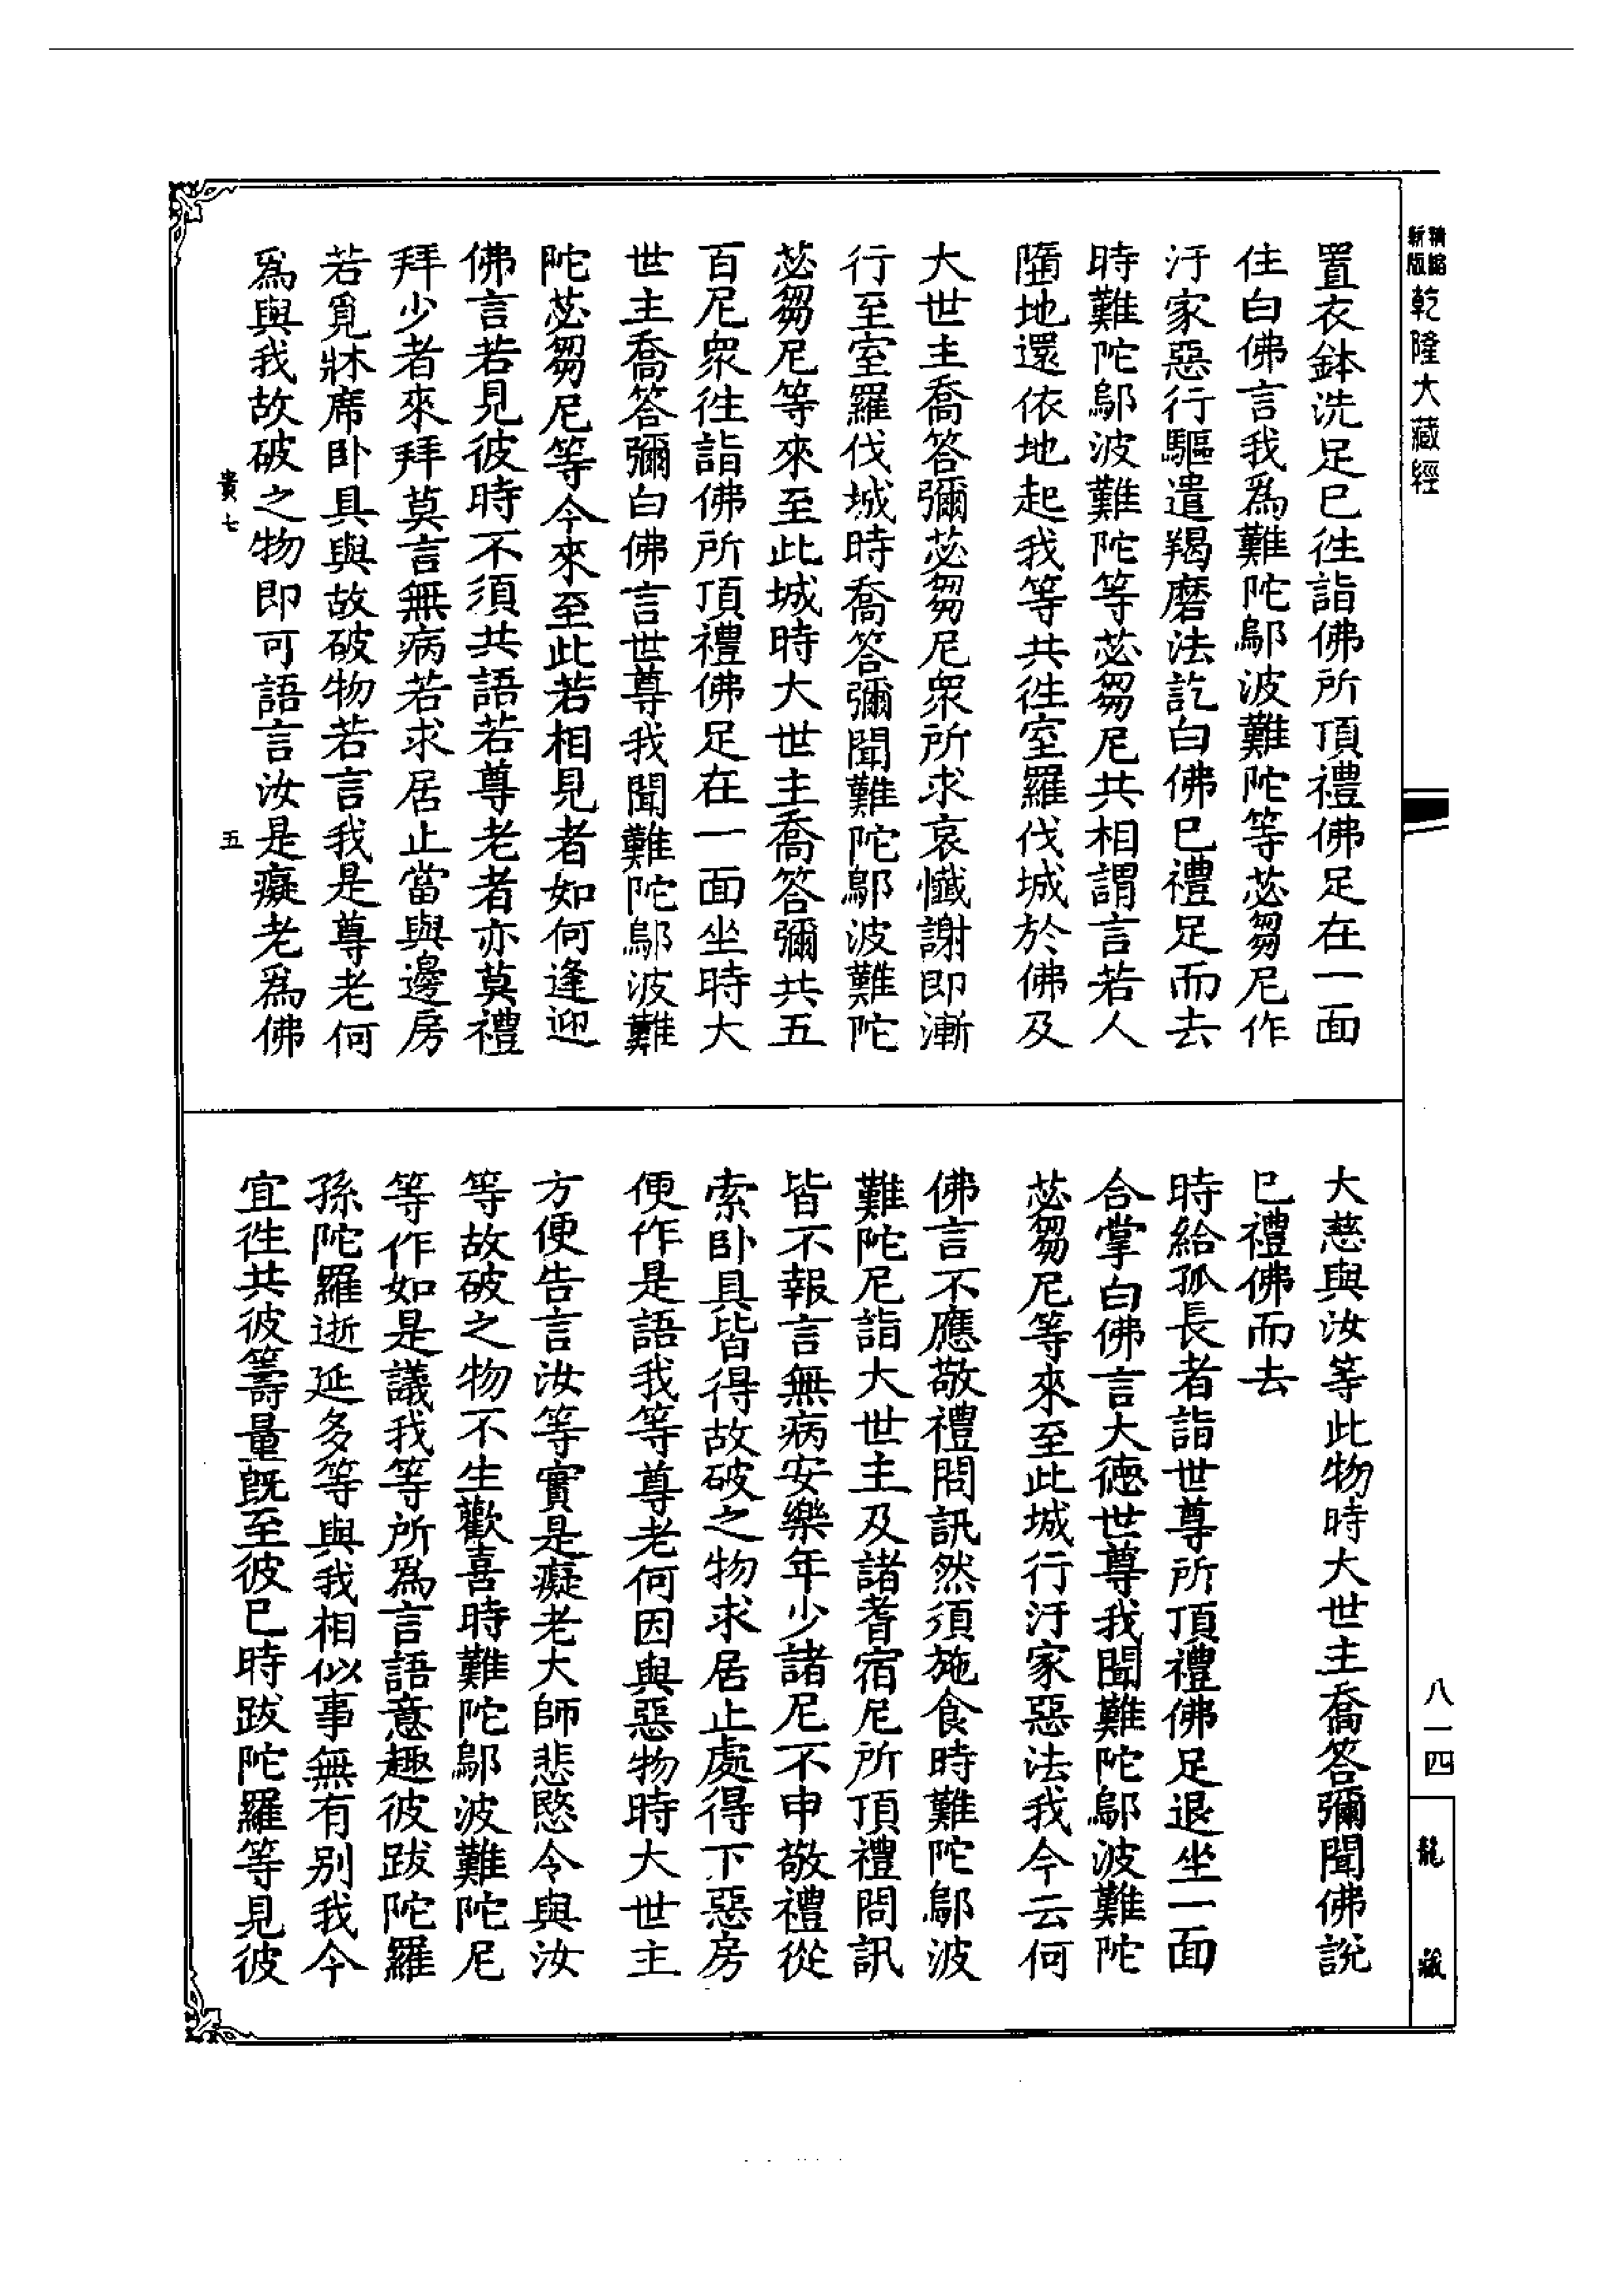 精縮新版乾隆大藏經
置衣鉢洗足已徃詣佛所頂禮佛足在一面
住白佛言我爲難陀鄔波難陀等苾芻尼作
汙家惡行驅遣羯磨法訖白佛已禮足而去
時難陀鄔波難陀等苾芻尼共相謂言若人
墮地還依地起我等共徃室羅伐城於佛及
大世主喬答彌苾芻尼衆所求哀懺謝即漸
行至室羅伐城時喬答彌聞難陀鄔波難陀
苾芻尼等來至此城時大世主喬答彌共五
百尼衆徃詣佛所頂禮佛足在一面坐時大
世主喬答彌白佛言世尊我聞難陀鄔波難
陀苾芻尼等今來至此若相見者如何逢迎
佛言若見彼時不須共語若尊老者亦莫禮
拜少者來拜莫言無病若求居止當與邊房
若覓牀席卧具與故破物若言我是尊老何
爲與我故破之物即可語言汝是癡老爲佛
貴七
五
大慈與汝等此物時大世主喬答彌聞佛說
已禮佛而去
時給孤長者詣世尊所頂禮佛足退坐一面
合掌白佛言大德世尊我聞難陀鄔波難陀
苾芻尼等來至此城行汙家惡法我今云何
佛言不應敬禮問訊然須施食時難陀鄔波
難陀尼詣大世主及諸耆宿尼所頂禮問訊
皆不報言無病安樂年少諸尼不申敬禮從
索卧具皆得故破之物求居止處得下惡房
便作是語我等尊老何因與惡物時大世主
方便告言汝等實是癡老大師悲愍令與汝
等故破之物不生歡喜時難陀鄔波難陀尼
等作如是議我等所爲言語意趣彼跋陀羅
孫陀羅逝延多等與我相似事無有别我今
宜徃共彼籌量旣至彼已時跋陀羅等見彼
八一四
龍藏